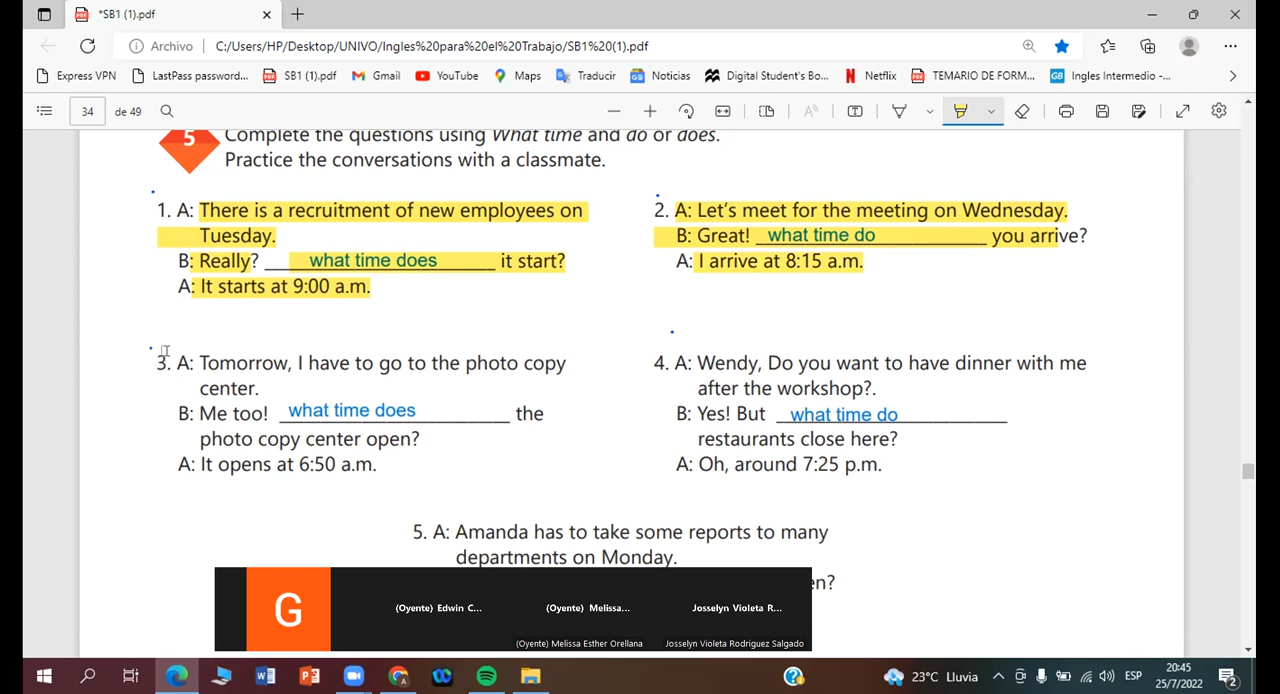 *SB1 (1).pdf
Archivo C:/Users/HP/Desktop/UNIVO/Ingles%20para%20el%20Trabajo/SB1%20(1).pdf
Express VPN LastPass password... SB1 (1).pdf Gmail YouTube Maps Traducir Noticias Digital Student's Bo... Netflix TEMARIO DE FORM... Ingles Intermedio -...
34 de 49
5 Complete the questions using What time and do or does.
Practice the conversations with a classmate.
1. A: There is a recruitment of new employees on
Tuesday.
B: Really? what time does it start?
A: It starts at 9:00 a.m.
2. A: Let's meet for the meeting on Wednesday.
B: Great! what time do you arrive?
A: I arrive at 8:15 a.m.
3. A: Tomorrow, I have to go to the photo copy
center.
B: Me too! what time does the
photo copy center open?
A: It opens at 6:50 a.m.
4. A: Wendy, Do you want to have dinner with me
after the workshop?.
B: Yes! But what time do
restaurants close here?
A: Oh, around 7:25 p.m.
5. A: Amanda has to take some reports to many
departments on Monday.
en?
G
(Oyente) Edwin C... (Oyente) Melissa... Josselyn Violeta R...
(Oyente) Melissa Esther Orellana Josselyn Violeta Rodriguez Salgado
23°C Lluvia ESP 20:45
25/7/2022 2